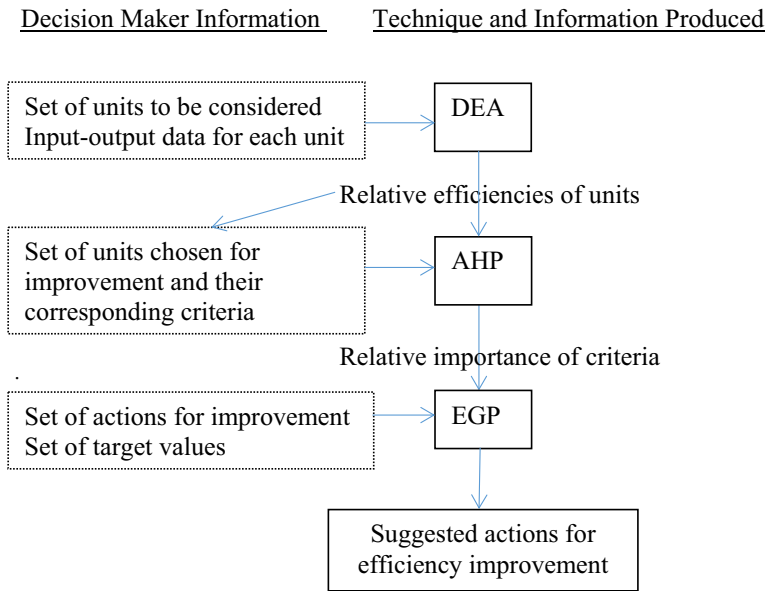 Decision Maker Information
Technique and Information Produced
Set of units to be considered
Input-output data for each unit
DEA
Relative efficiencies of units
Set of units chosen for
improvement and their
corresponding criteria
AHP
Relative importance of criteria
.
Set of actions for improvement
Set of target values
EGP
Suggested actions for
efficiency improvement